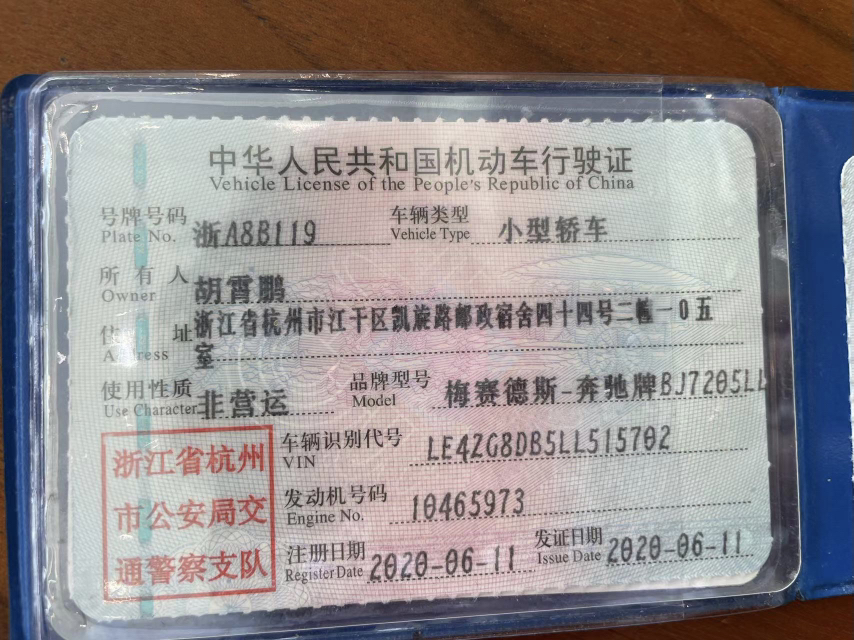 中华人民共和国机动车行驶证
Vehicle License of the People's Republic of China
号牌号码 浙A8B119 车辆类型 小型轿车
Plate No. Vehicle Type
所有人 胡霄鹏
Owner
住址 浙江省杭州市江干区凯旋路邮政宿舍四十四号二幢一0五
室
Address
使用性质 非营运 品牌型号 梅赛德斯-奔驰牌BJ7205LL
Use Character Model
浙江省杭州
市公安局交
通警察支队
车辆识别代号 LE4ZG8DB5LL515702
VIN
发动机号码 10465973
Engine No.
注册日期 2020-06-11 发证日期 2020-06-11
Register Date Issue Date